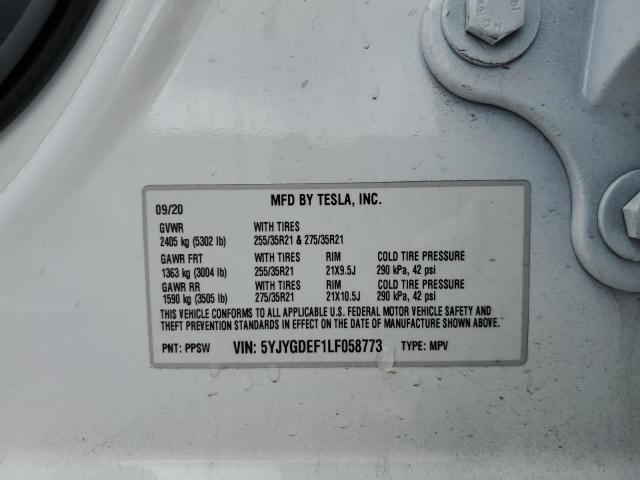 MFD BY TESLA, INC.
09/20
GVWR WITH TIRES
2405 kg (5302 lb) 255/35R21 & 275/35R21
GAWR FRT WITH TIRES RIM COLD TIRE PRESSURE
1363 kg (3004 lb) 255/35R21 21X9.5J 290 kPa, 42 psi
GAWR RR WITH TIRES RIM COLD TIRE PRESSURE
1590 kg (3505 lb) 275/35R21 21X10.5J 290 kPa, 42 psi
THIS VEHICLE CONFORMS TO ALL APPLICABLE U.S. FEDERAL MOTOR VEHICLE SAFETY AND
THEFT PREVENTION STANDARDS IN EFFECT ON THE DATE OF MANUFACTURE SHOWN ABOVE.
PNT: PPSW VIN: 5YJYGDEF1LF058773 TYPE: MPV